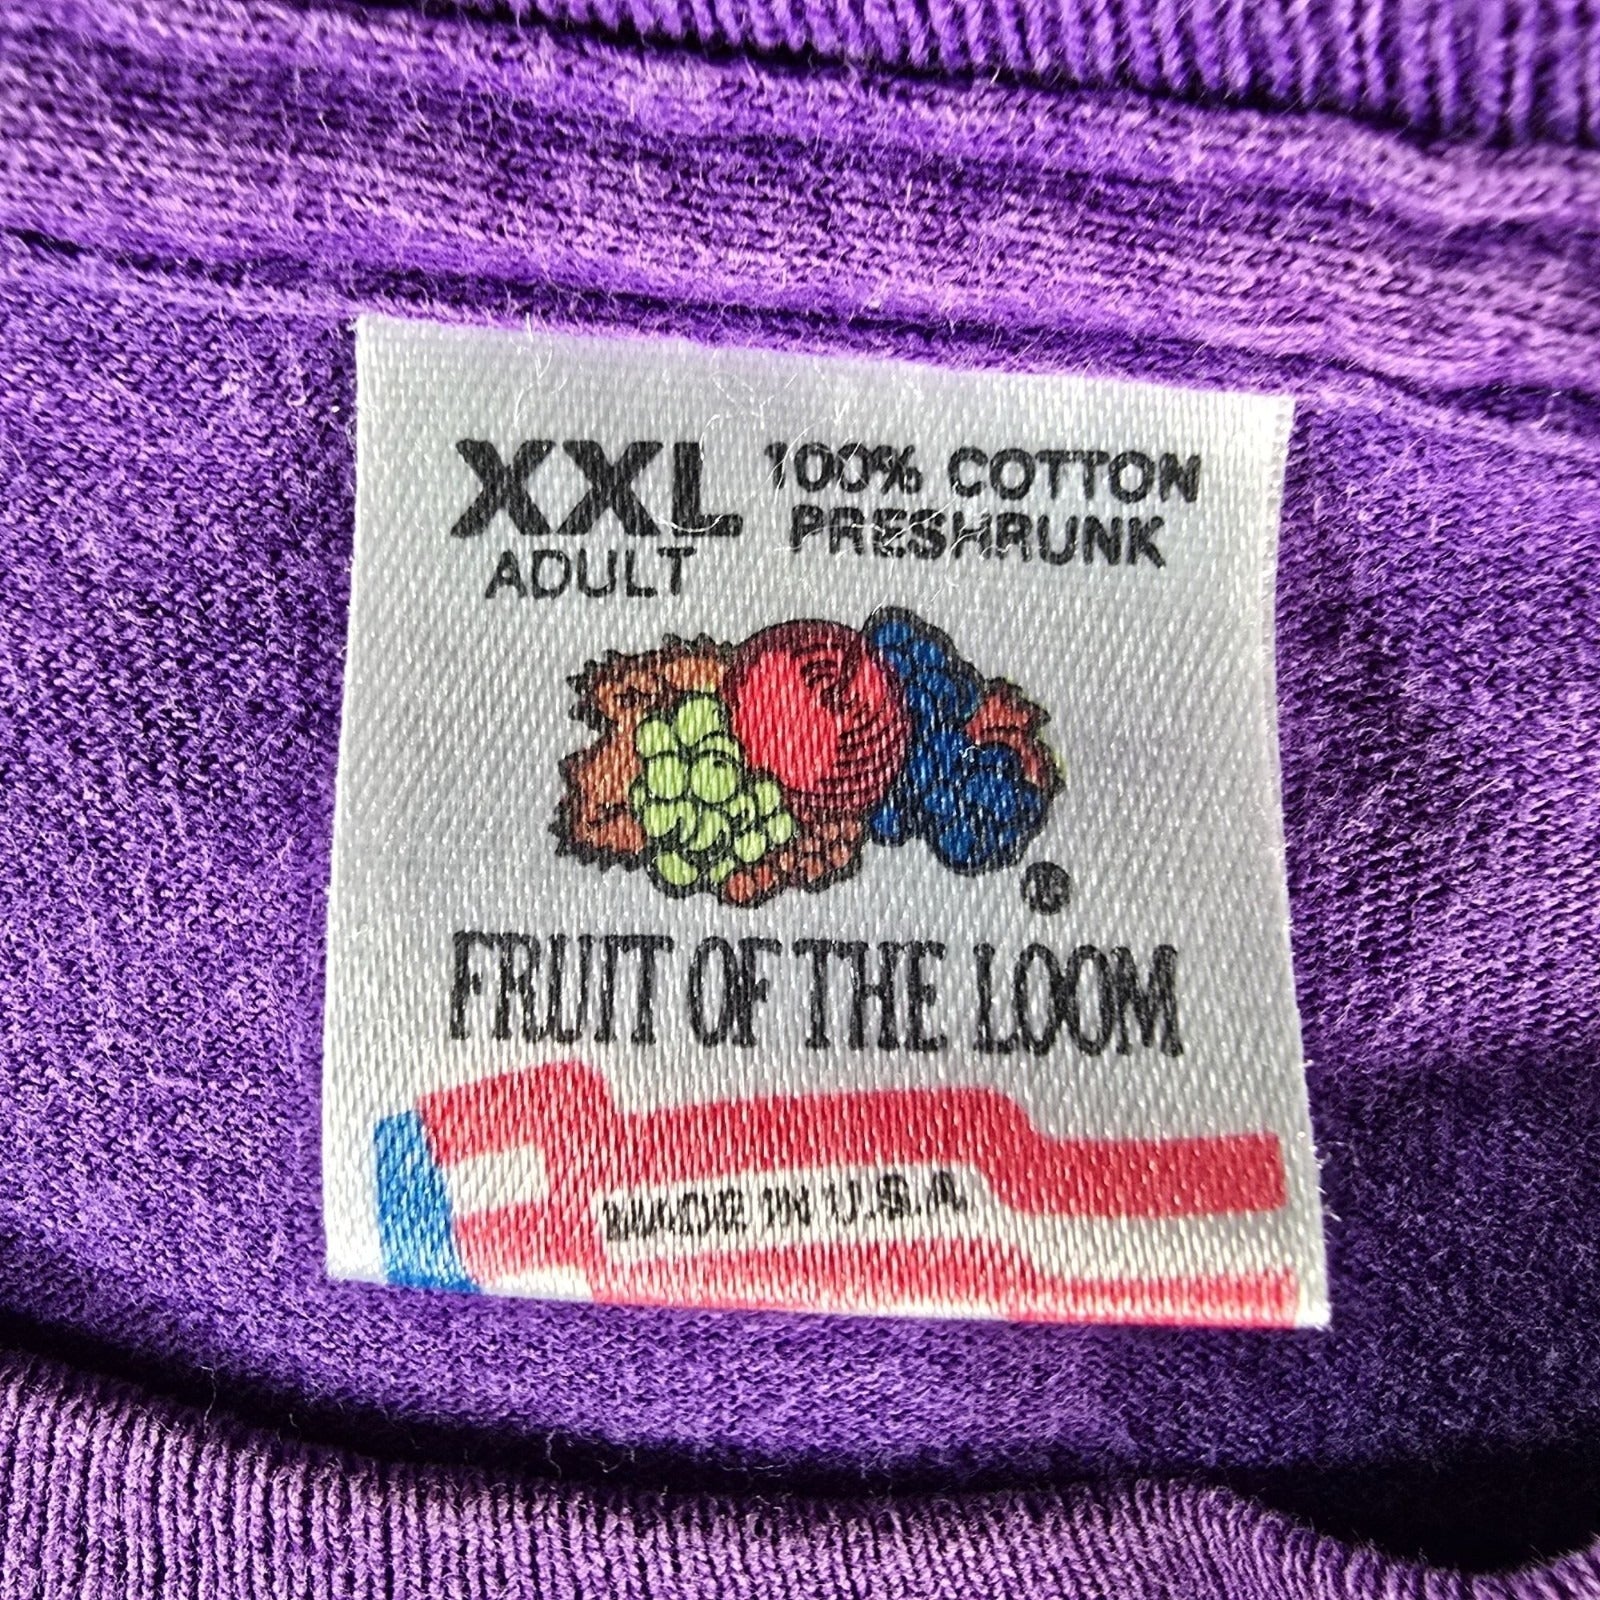 XXL
ADULT
100% COTTON
PRESHRUNK
®
FRUIT OF THE LOOM
MADE IN U.S.A.